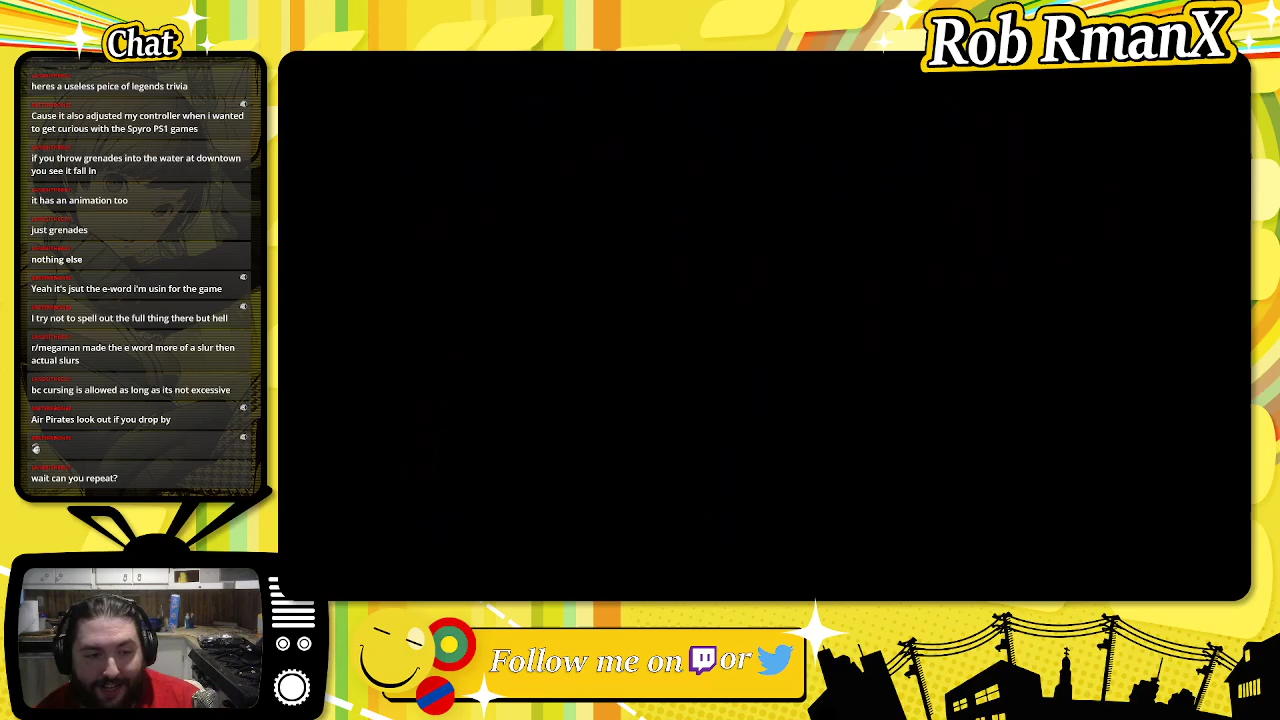 Chat
Rob RmanX
heres a useless peice of legends trivia
Cause it also affected my controller when i wanted
to get curious with the Spyro PS1 games
if you throw grenades into the water at downtown
you see it fall in
it has an animation too
just grenades
nothing else
Yeah it's jsut the e-word i'm usin for the game
I try not to spell out the full thing there but hell
r/megaman made the c-word more of a slur then
actual slurs
bc cursing is allowed as long as its not excessive
Air Pirates look out if you drop by
wait can you repeat?
Follow me on or